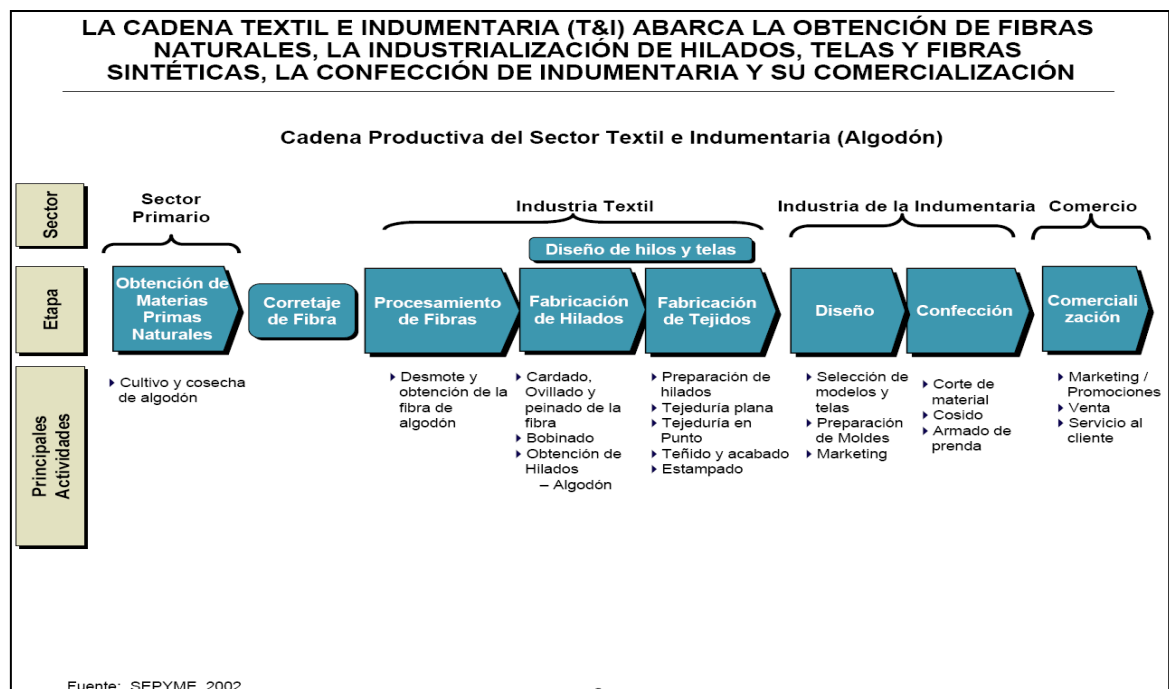 LA CADENA TEXTIL E INDUMENTARIA (T&I) ABARCA LA OBTENCIÓN DE FIBRAS
NATURALES, LA INDUSTRIALIZACIÓN DE HILADOS, TELAS Y FIBRAS
SINTÉTICAS, LA CONFECCIÓN DE INDUMENTARIA Y SU COMERCIALIZACIÓN
Cadena Productiva del Sector Textil e Indumentaria (Algodón)
Sector
Sector
Primario
Industria Textil
Industria de la Indumentaria
Comercio
Diseño de hilos y telas
Etapa
Obtención de
Materias
Primas
Naturales
Corretaje
de Fibra
Procesamiento
de Fibras
Fabricación
de Hilados
Fabricación
de Tejidos
Diseño
Confección
Comerciali
zación
Principales
Actividades
Cultivo y cosecha
de algodón
Desmote y
obtención de la
fibra de
algodón
Cardado,
Ovillado y
peinado de la
fibra
Bobinado
Obtención de
Hilados
– Algodón
Preparación de
hilados
Tejeduría plana
Tejeduría en
Punto
Teñido y acabado
Estampado
Selección de
modelos y
telas
Preparación
de Moldes
Marketing
Corte de
material
Cosido
Armado de
prenda
Marketing /
Promociones
Venta
Servicio al
cliente
Fuente: SEPYME, 2002